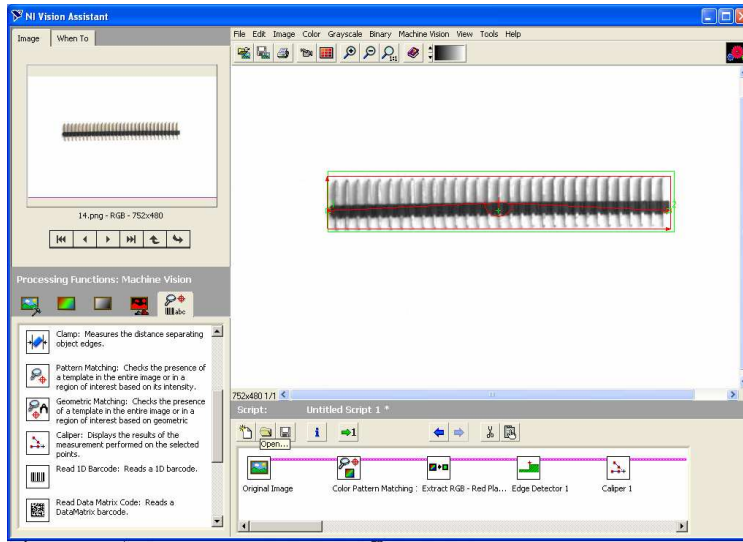 NI Vision Assistant
Image When To
File Edit Image Color Grayscale Binary Machine Vision View Tools Help
1:1
14.png - RGB - 752x480
Processing Functions: Machine Vision
abc
Clamp: Measures the distance separating
object edges.
Pattern Matching: Checks the presence of
a template in the entire image or in a
region of interest based on its intensity.
Geometric Matching: Checks the presence
of a template in the entire image or in a
region of interest based on geometric
Caliper: Displays the results of the
measurement performed on the selected
points.
Read 1D Barcode: Reads a 1D barcode.
Read Data Matrix Code: Reads a
DataMatrix barcode.
2
752x480 1/1
Script: Untitled Script 1 *
1
Open...
Original Image Color Pattern Matching Extract RGB - Red Pla... Edge Detector 1 Caliper 1